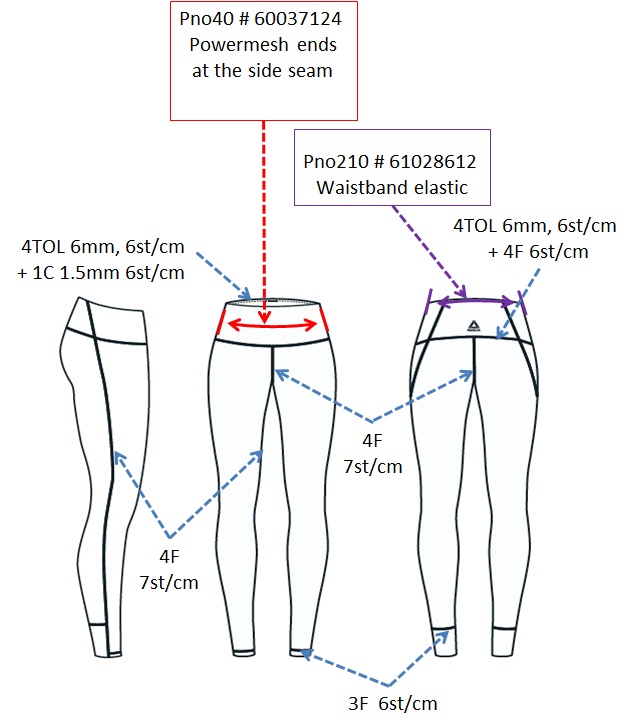 Pno40 # 60037124
Powermesh ends
at the side seam
Pno210 # 61028612
Waistband elastic
4TOL 6mm, 6st/cm
+ 4F 6st/cm
4TOL 6mm, 6st/cm
+ 1C 1.5mm 6st/cm
4F
7st/cm
4F
7st/cm
3F 6st/cm